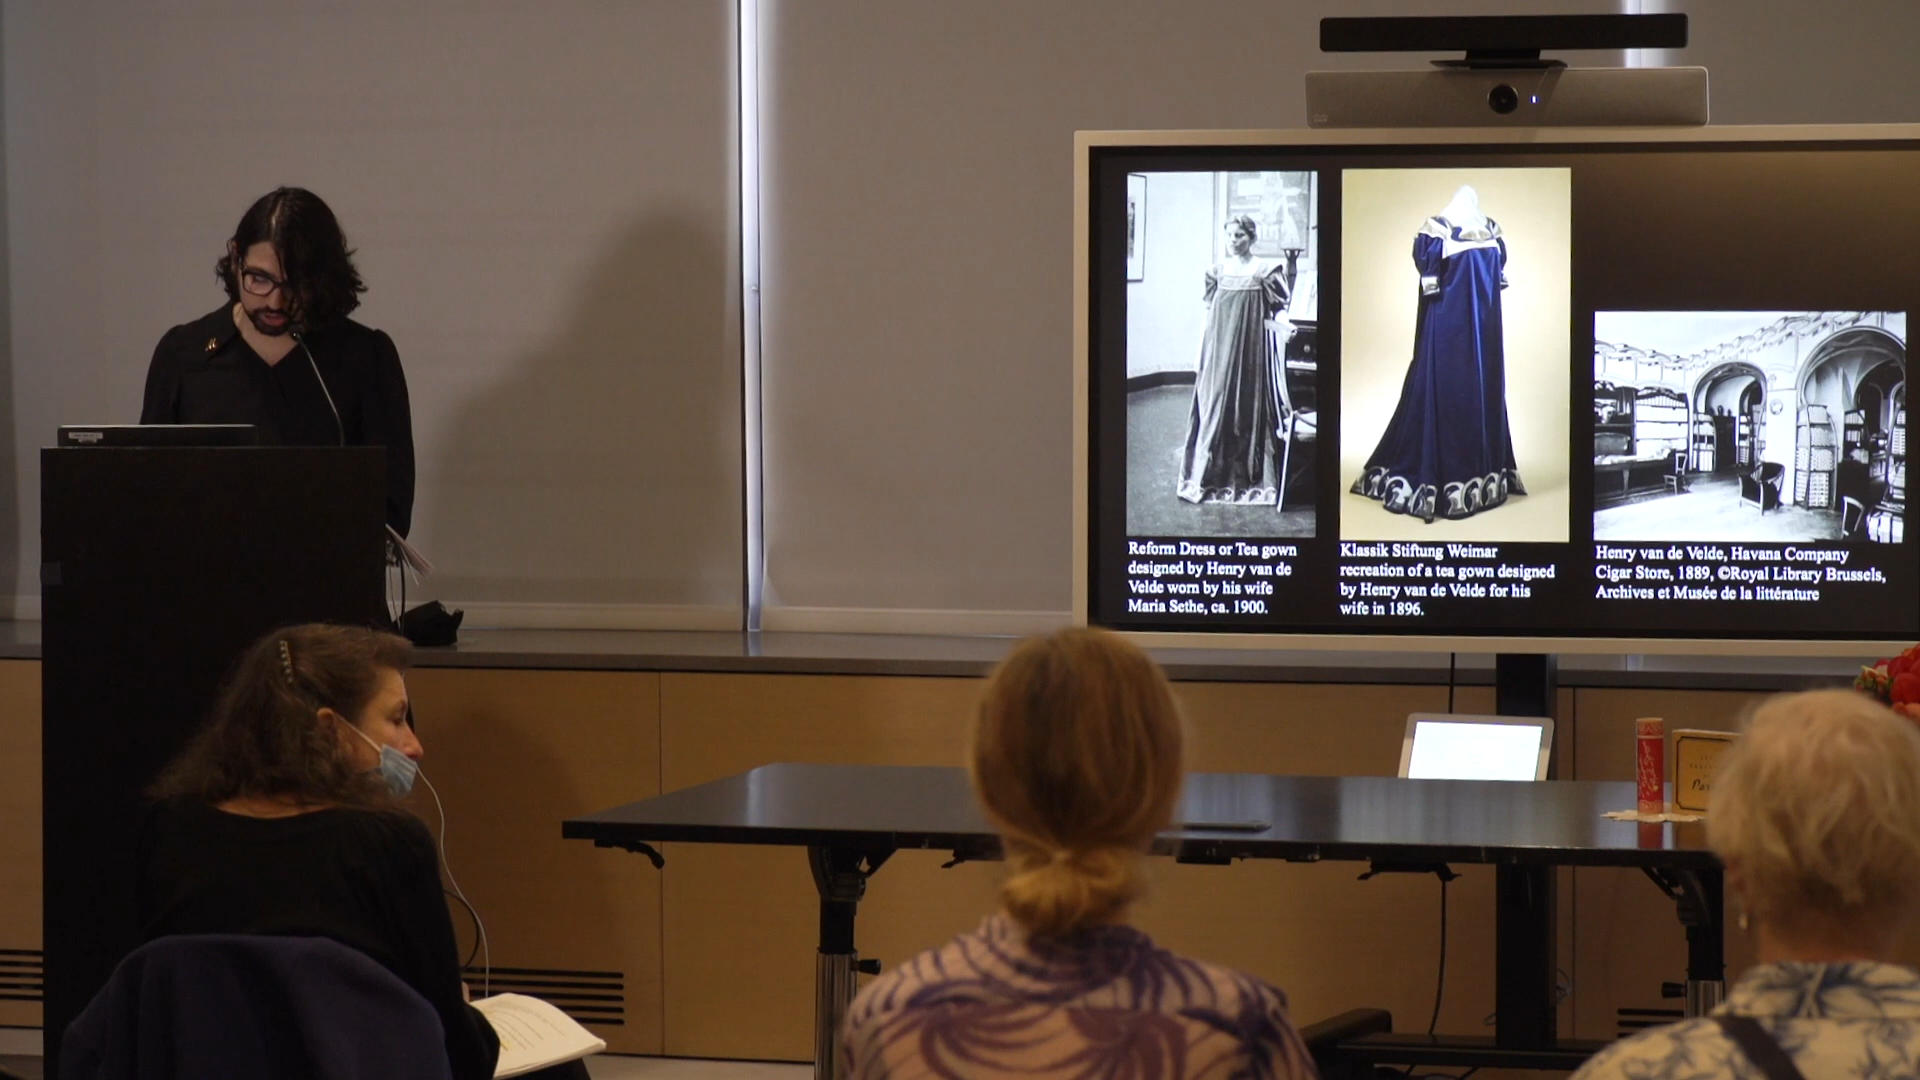 Reform Dress or Tea gown
designed by Henry van de
Velde worn by his wife
Maria Sethe, ca. 1900.
Klassik Stiftung Weimar
recreation of a tea gown designed
by Henry van de Velde for his
wife in 1896.
Henry van de Velde, Havana Company
Cigar Store, 1889, ©Royal Library Brussels,
Archives et Musée de la littérature